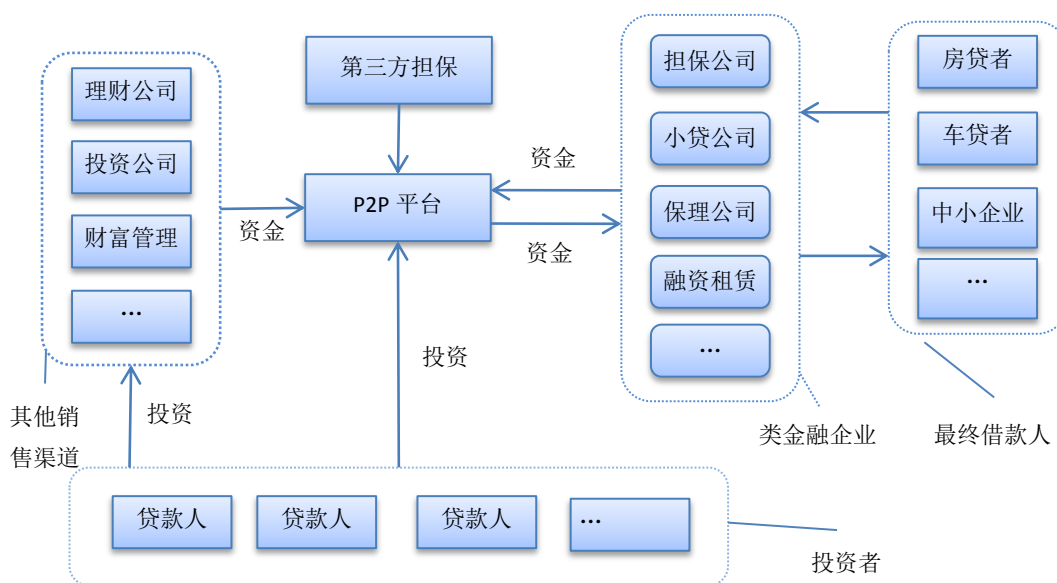 理财公司
投资公司
财富管理
...
其他销
售渠道
投资
资金
第三方担保
P2P 平台
投资
资金
资金
担保公司
小贷公司
保理公司
融资租赁
...
类金融企业
房贷者
车贷者
中小企业
...
最终借款人
贷款人
贷款人
贷款人
...
投资者